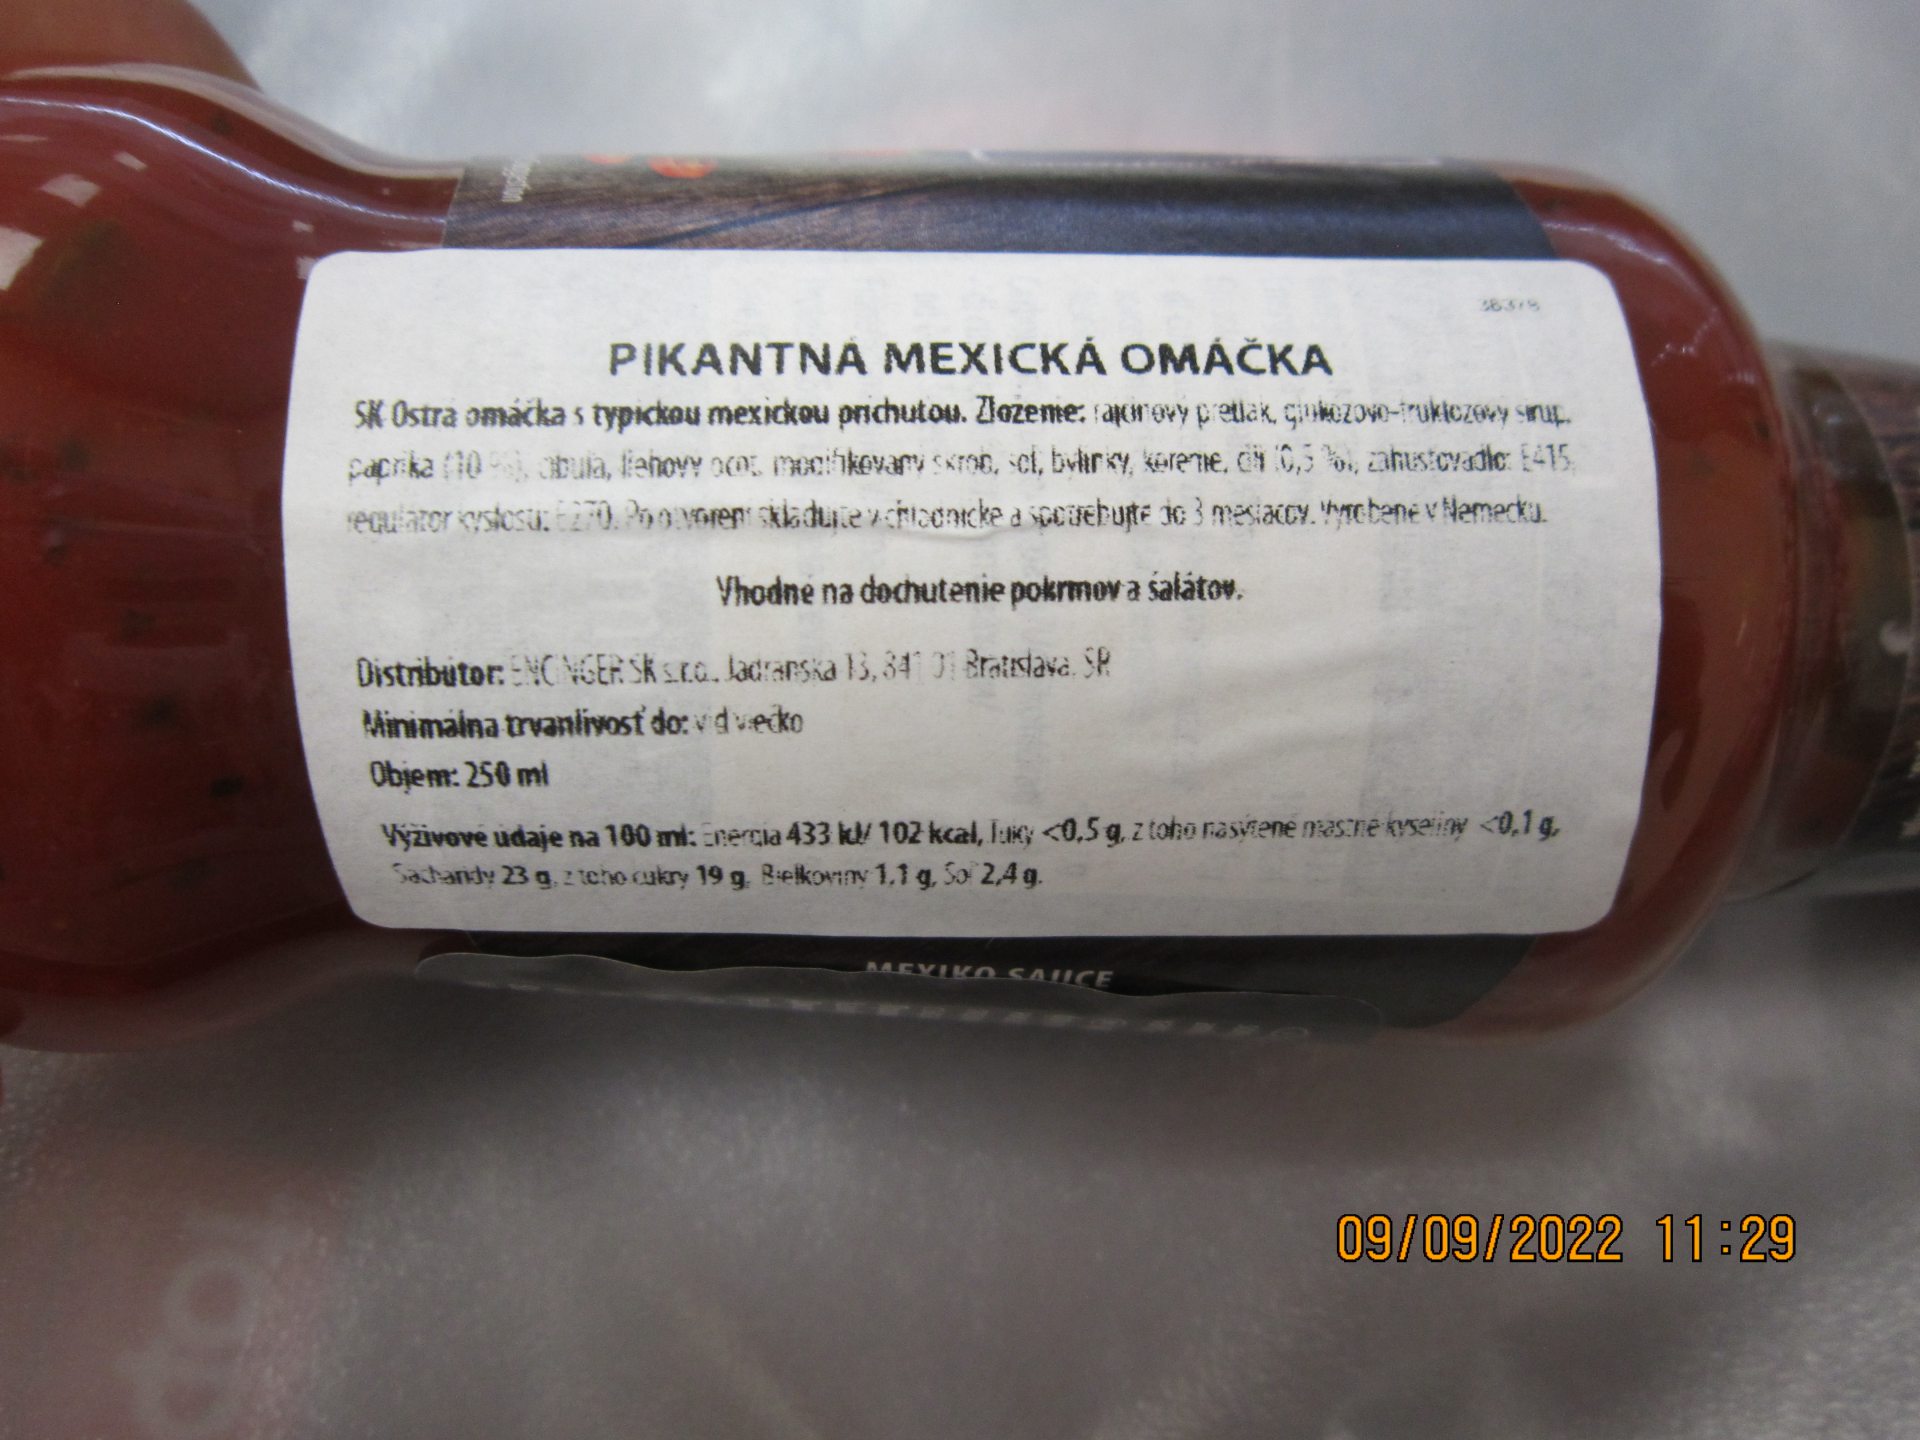 38378
PIKANTNÁ MEXICKÁ OMÁČKA
SK Ostrá omáčka s typickou mexickou príchuťou. Zloženie: rajčinový pretlak, glukózovo-fruktózový sirup,
paprika (10 %), cibuľa, liehový ocot, modifikovaný škrob, soľ, bylinky, korenie, čili (0,5 %), zahusťovadlo: E415,
regulátor kyslosti: E270. Po otvorení skladujte v chladničke a spotrebujte do 3 mesiacov. Vyrobené v Nemecku.
Vhodné na dochutenie pokrmov a šalátov.
Distribútor: ENCINGER SK s.r.o., Jadranská 13, 841 01 Bratislava, SR
Minimálna trvanlivosť do: viď viečko
Objem: 250 ml
Výživové údaje na 100 ml: Energia 433 kJ/ 102 kcal, Tuky <0,5 g, z toho nasýtené mastné kyseliny <0,1 g,
Sacharidy 23 g, z toho cukry 19 g, Bielkoviny 1,1 g, Soľ 2,4 g.
MEXIKO SAUCE
09/09/2022 11:29